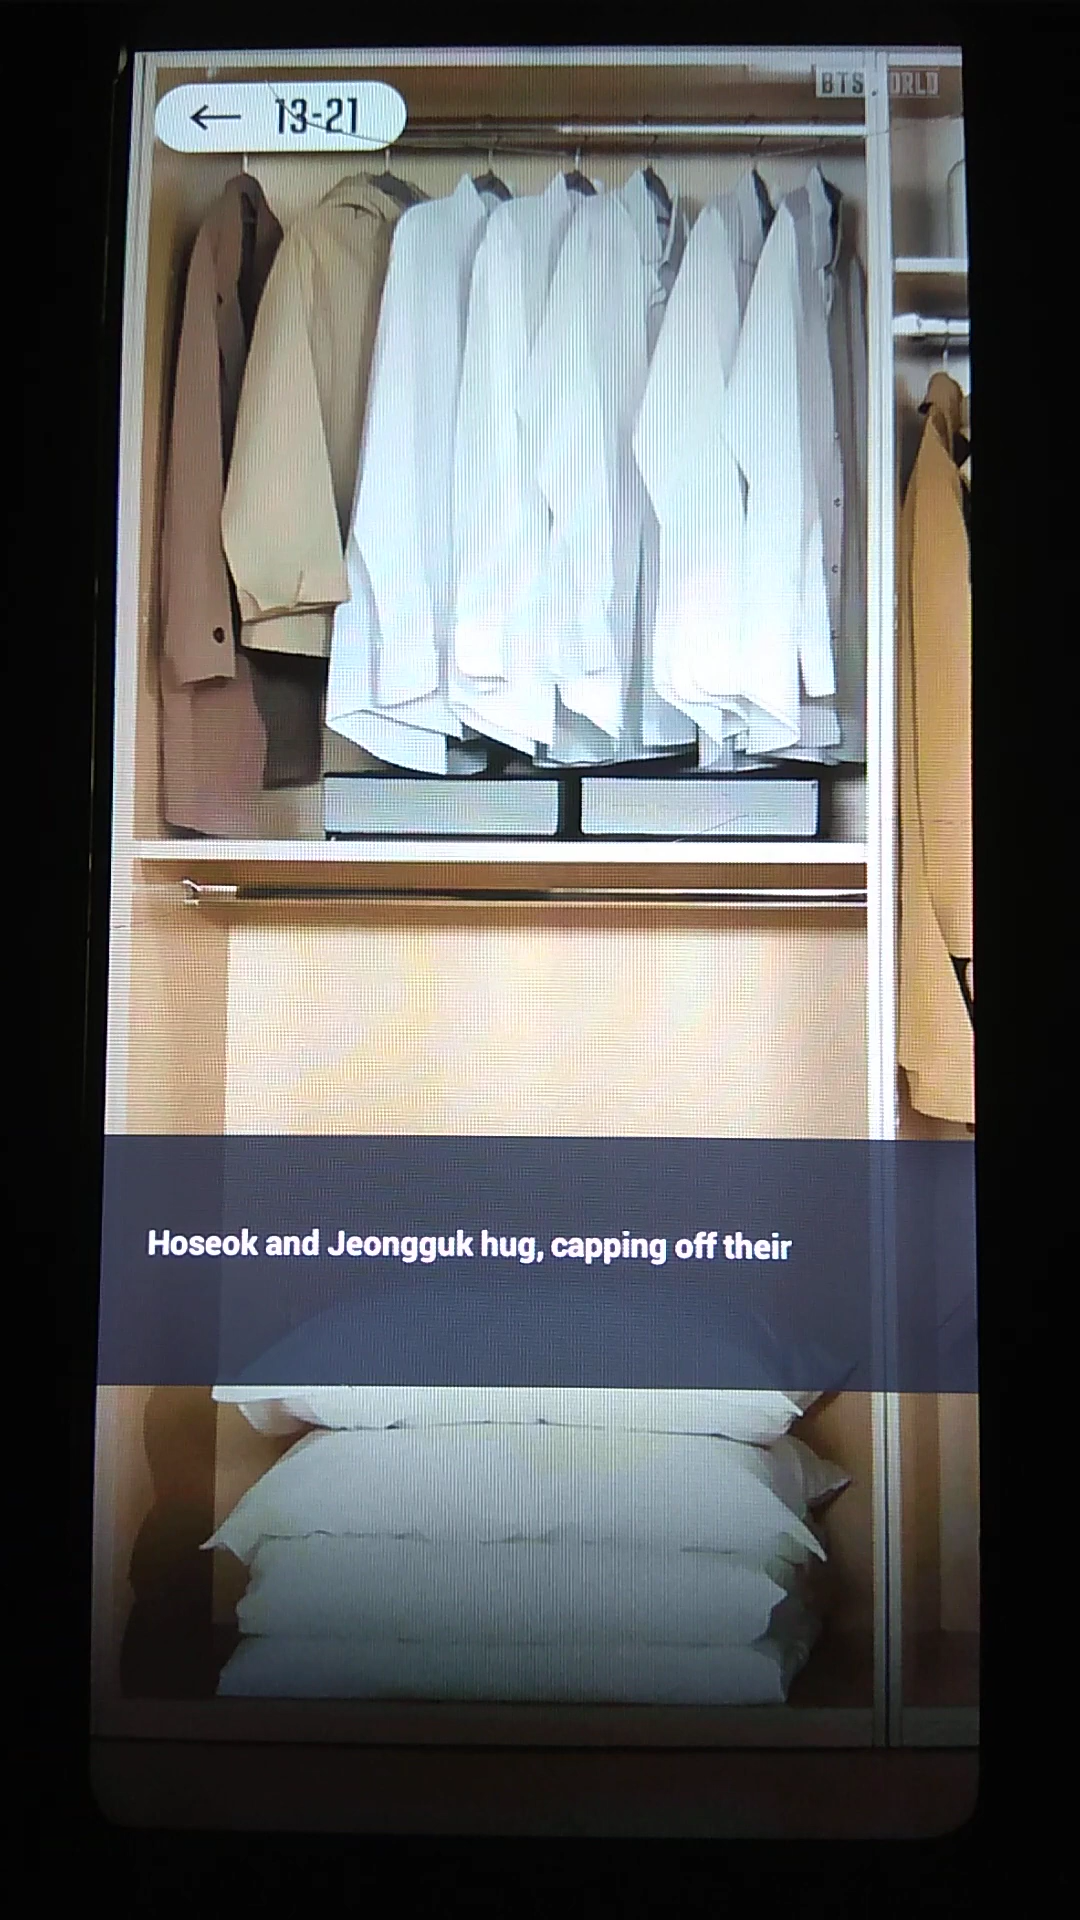 ← 13-21
BTS WORLD
Hoseok and Jeongguk hug, capping off their